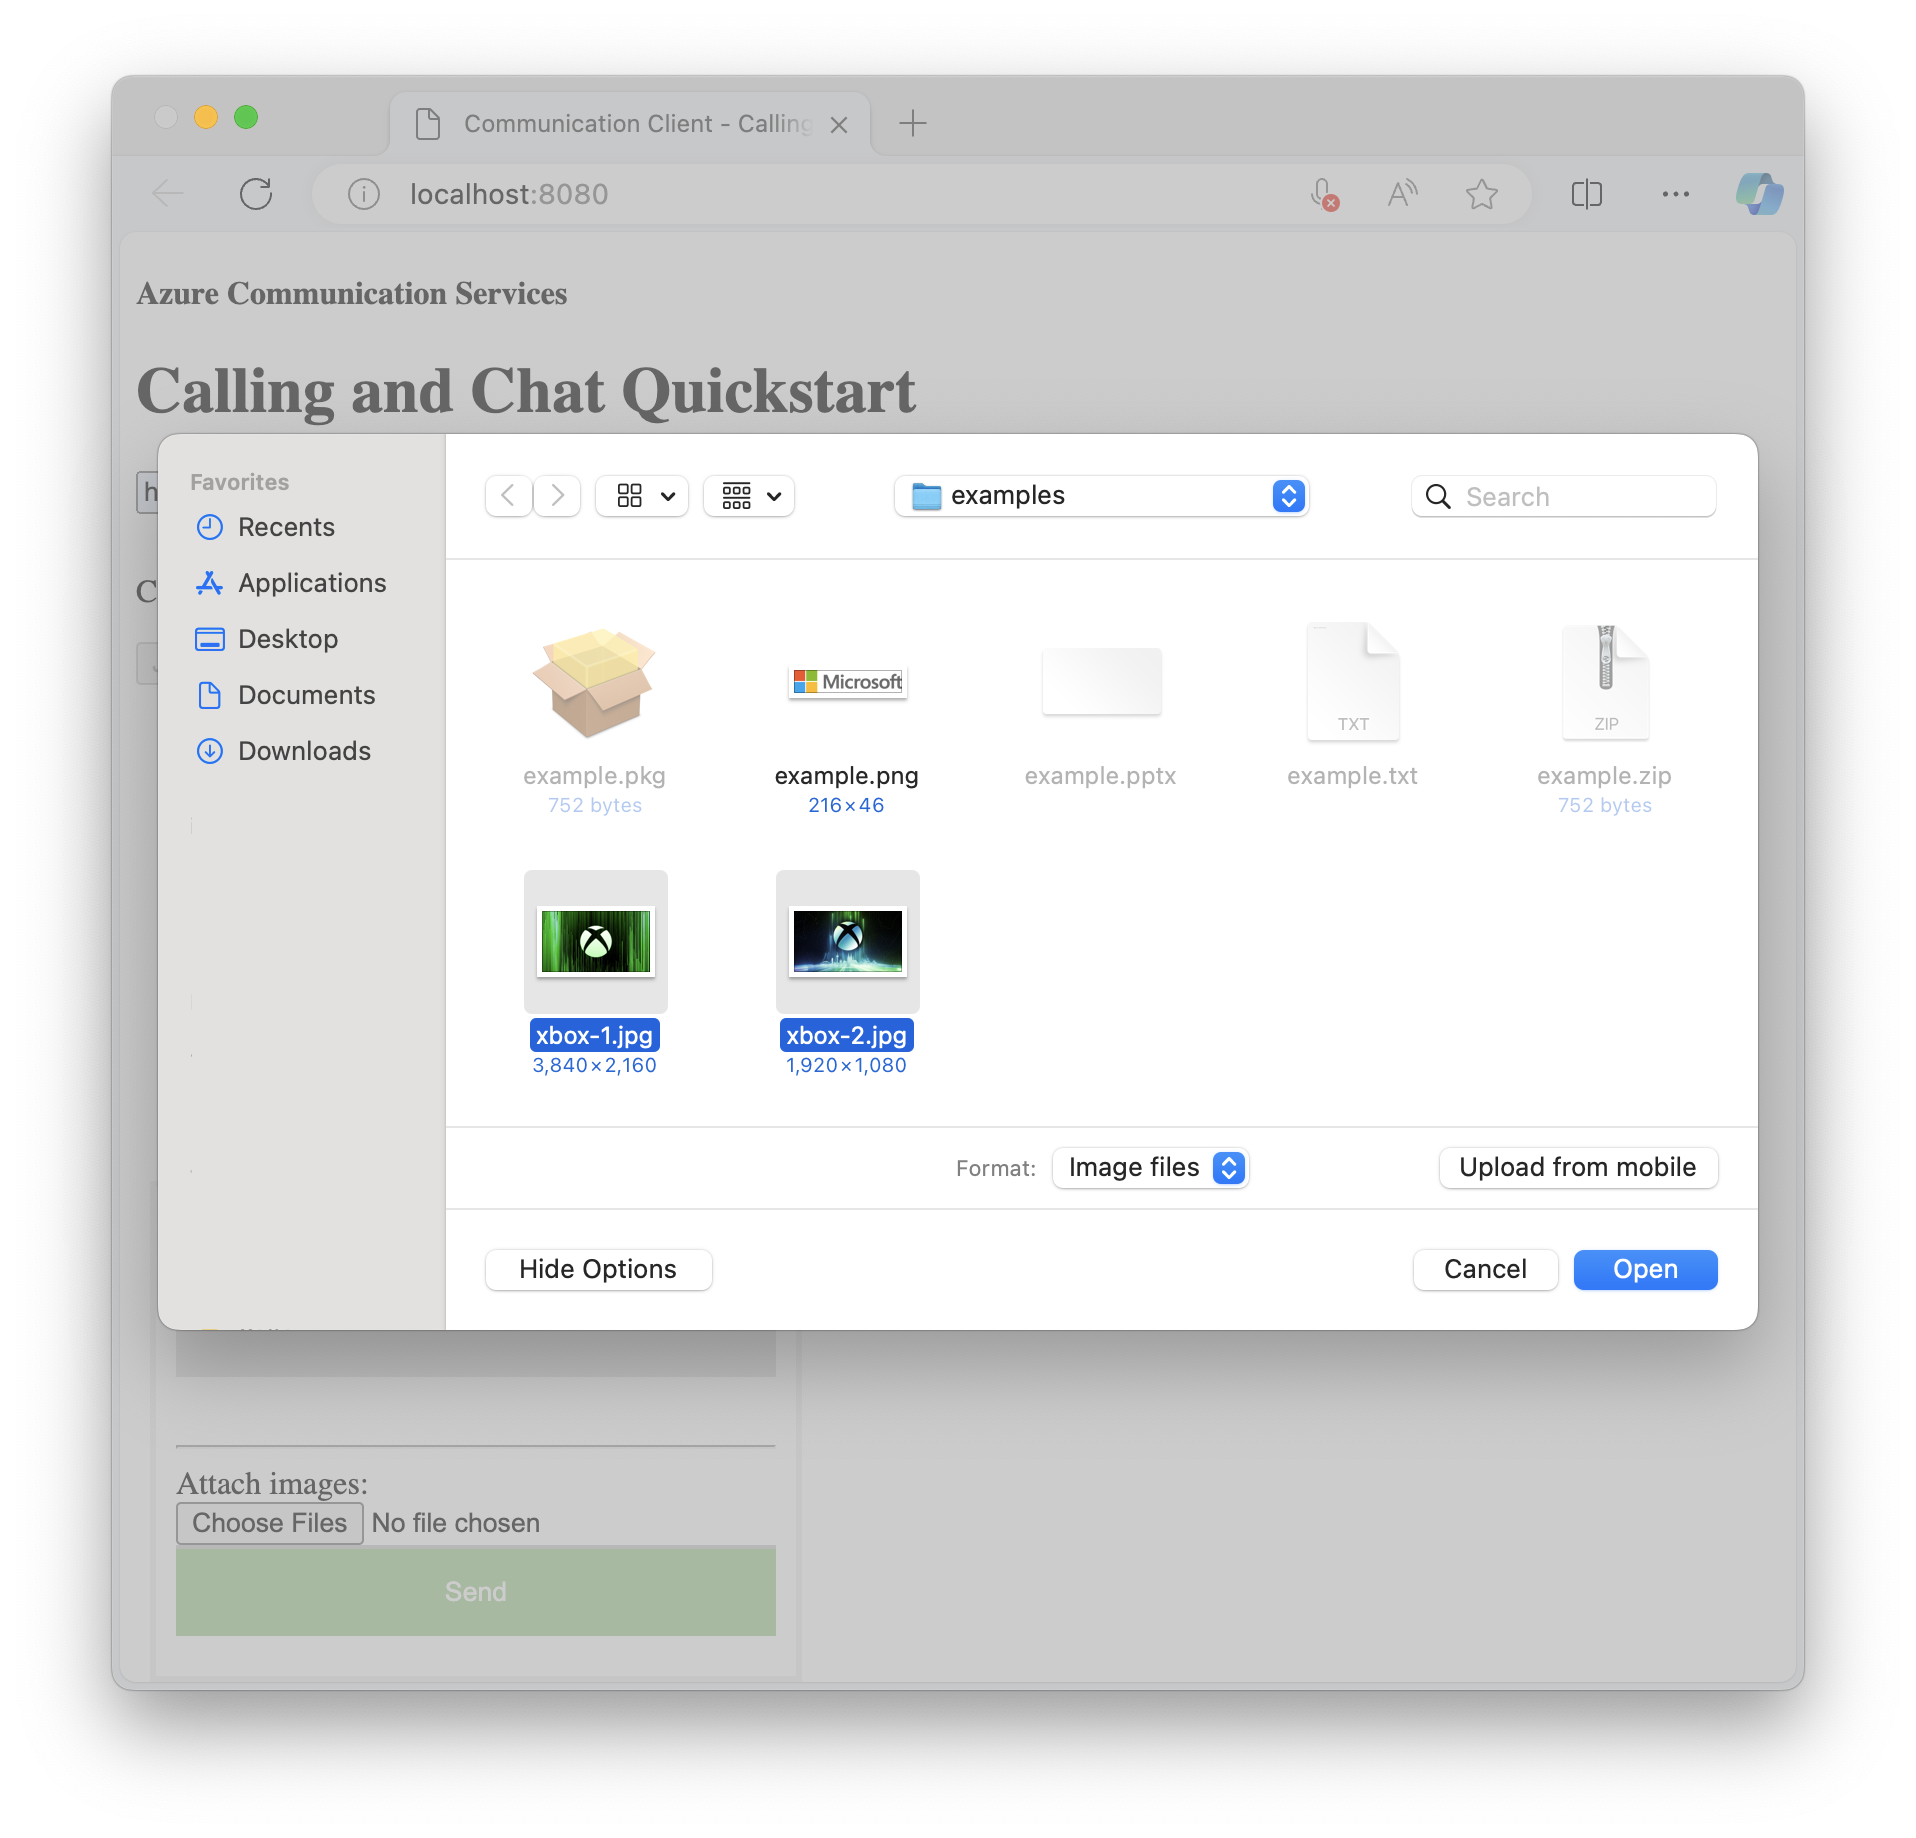 Communication Client - Calling
localhost:8080
Azure Communication Services
Calling and Chat Quickstart
Favorites
Recents
Applications
Desktop
Documents
Downloads
examples
Search
Microsoft
TXT
ZIP
example.pkg
example.png
example.pptx
example.txt
example.zip
752 bytes
216×46
752 bytes
xbox-1.jpg
xbox-2.jpg
3,840×2,160
1,920×1,080
Format:
Image files
Upload from mobile
Hide Options
Cancel
Open
Attach images:
Choose Files No file chosen
Send